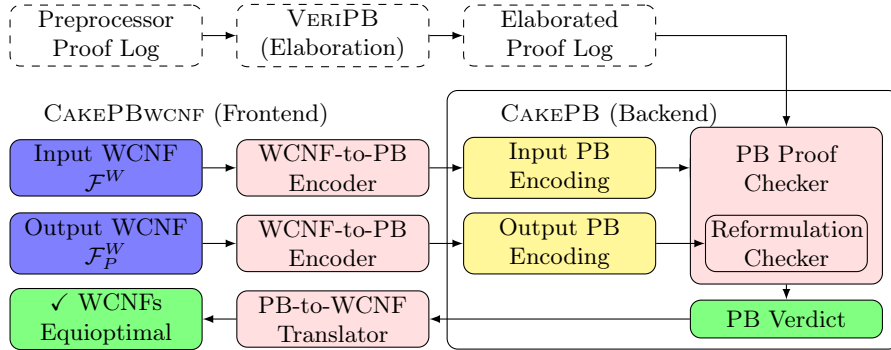 Preprocessor
Proof Log
VERIPB
(Elaboration)
Elaborated
Proof Log
CAKEPBWCNF (Frontend)
CAKEPB (Backend)
Input WCNF
𝓕^W
WCNF-to-PB
Encoder
Input PB
Encoding
PB Proof
Checker
Output WCNF
𝓕_P^W
WCNF-to-PB
Encoder
Output PB
Encoding
Reformulation
Checker
✓ WCNFs
Equioptimal
PB-to-WCNF
Translator
PB Verdict